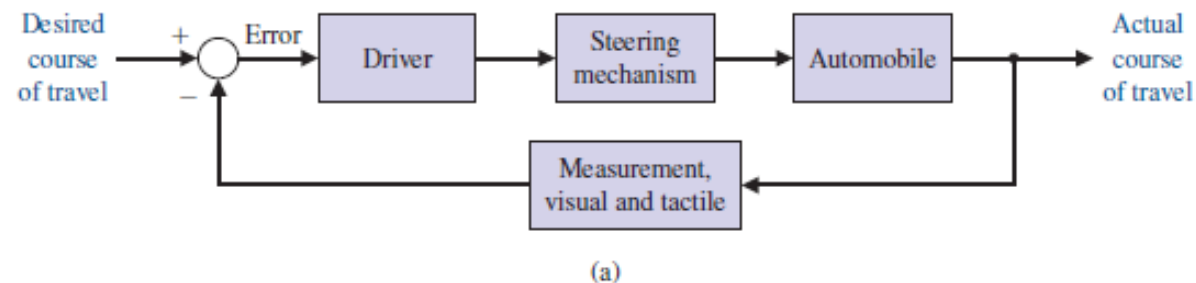 Desired
course
of travel
+
−
Error
Driver
Steering
mechanism
Automobile
Actual
course
of travel
Measurement,
visual and tactile
(a)